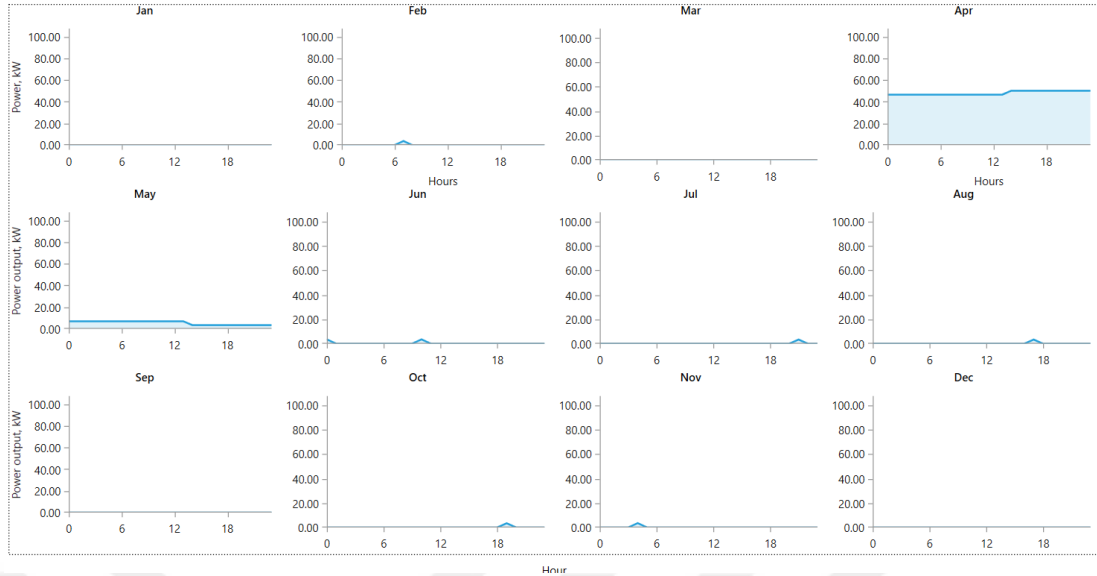 Jan Feb Mar Apr
Power, kW
100.00 100.00 100.00 100.00
80.00 80.00 80.00 80.00
60.00 60.00 60.00 60.00
40.00 40.00 40.00 40.00
20.00 20.00 20.00 20.00
0.00 0.00 0.00 0.00
0 6 12 18 0 6 12 18 0 6 12 18 0 6 12 18
Hours Hours
May Jun Jul Aug
Power output, kW
100.00 100.00 100.00 100.00
80.00 80.00 80.00 80.00
60.00 60.00 60.00 60.00
40.00 40.00 40.00 40.00
20.00 20.00 20.00 20.00
0.00 0.00 0.00 0.00
0 6 12 18 0 6 12 18 0 6 12 18 0 6 12 18
Sep Oct Nov Dec
Power output, kW
100.00 100.00 100.00 100.00
80.00 80.00 80.00 80.00
60.00 60.00 60.00 60.00
40.00 40.00 40.00 40.00
20.00 20.00 20.00 20.00
0.00 0.00 0.00 0.00
0 6 12 18 0 6 12 18 0 6 12 18 0 6 12 18
Hour